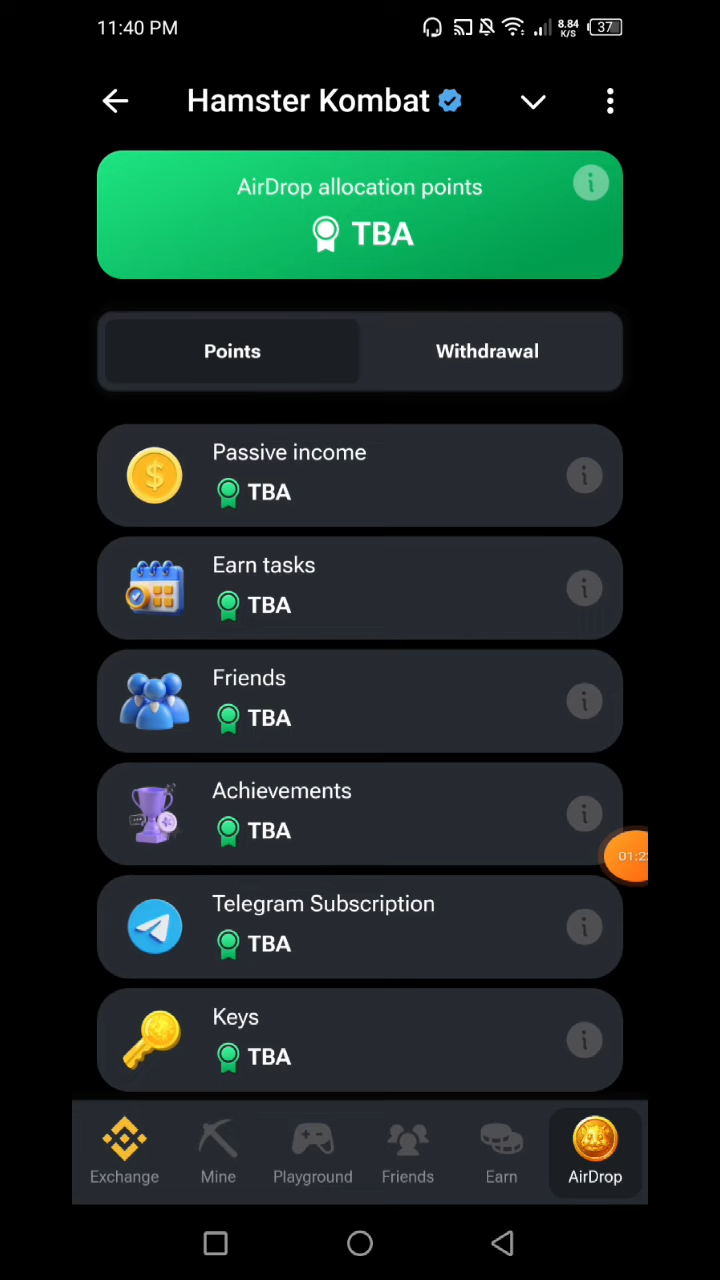 11:40 PM
8.84
K/S
37
Hamster Kombat
AirDrop allocation points
TBA
Points
Withdrawal
Passive income
TBA
Earn tasks
TBA
Friends
TBA
Achievements
TBA
Telegram Subscription
TBA
Keys
TBA
Exchange
Mine
Playground
Friends
Earn
AirDrop